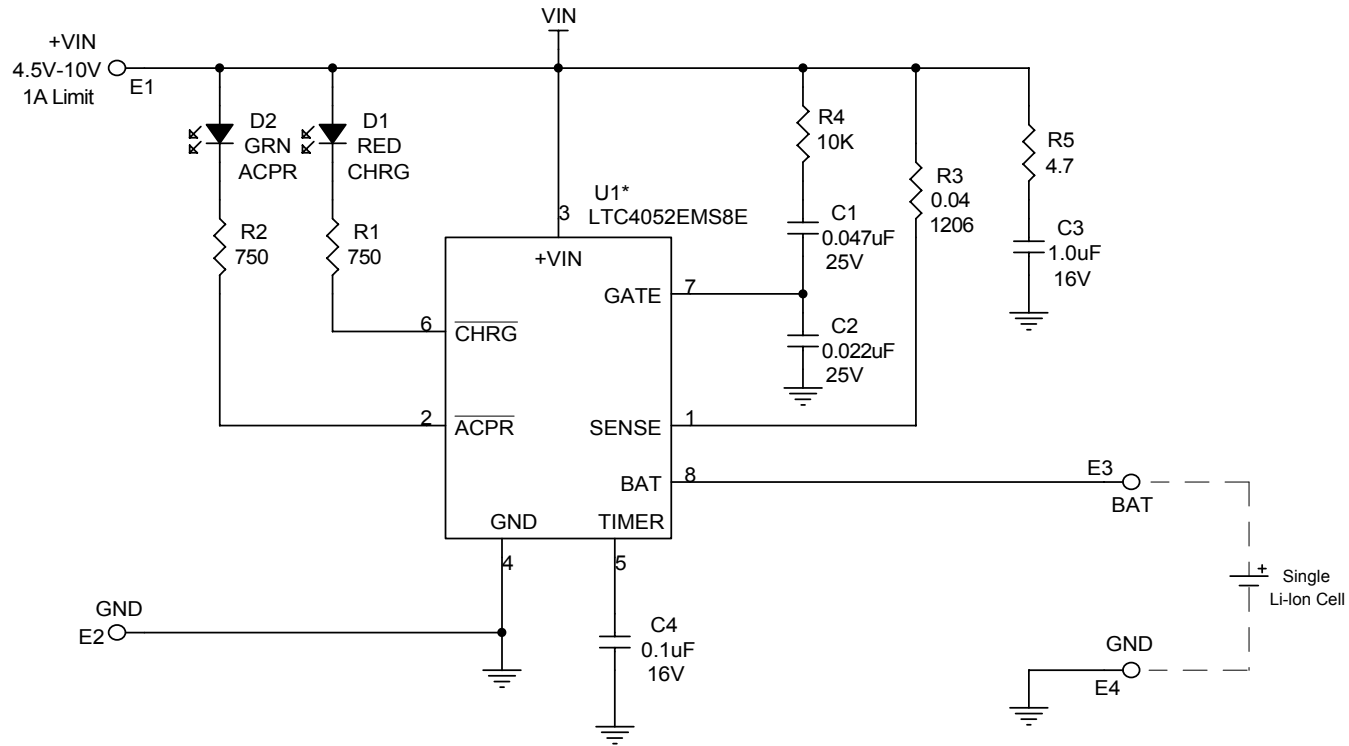 VIN
+VIN
4.5V-10V
1A Limit
E1
D2
GRN
ACPR
D1
RED
CHRG
R4
10K
R5
4.7
R3
0.04
1206
U1*
LTC4052EMS8E
3
R2
750
R1
750
C1
0.047uF
25V
C3
1.0uF
16V
+VIN
GATE
7
6
CHRG
C2
0.022uF
25V
2
ACPR
SENSE
1
BAT
8
E3
BAT
GND
TIMER
4
5
+
Single
Li-Ion Cell
GND
E2
C4
0.1uF
16V
GND
E4